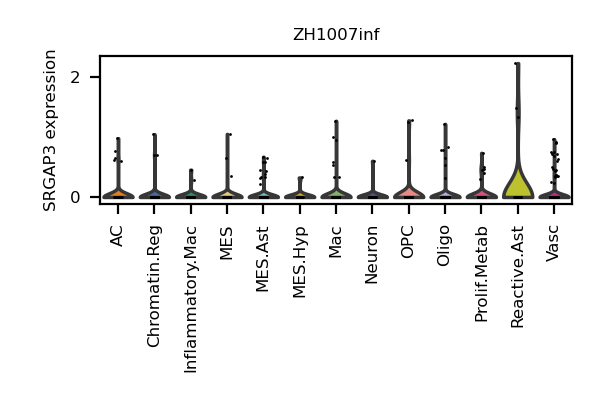 ZH1007inf
SRGAP3 expression
2
0
AC
Chromatin.Reg
Inflammatory.Mac
MES
MES.Ast
MES.Hyp
Mac
Neuron
OPC
Oligo
Prolif.Metab
Reactive.Ast
Vasc